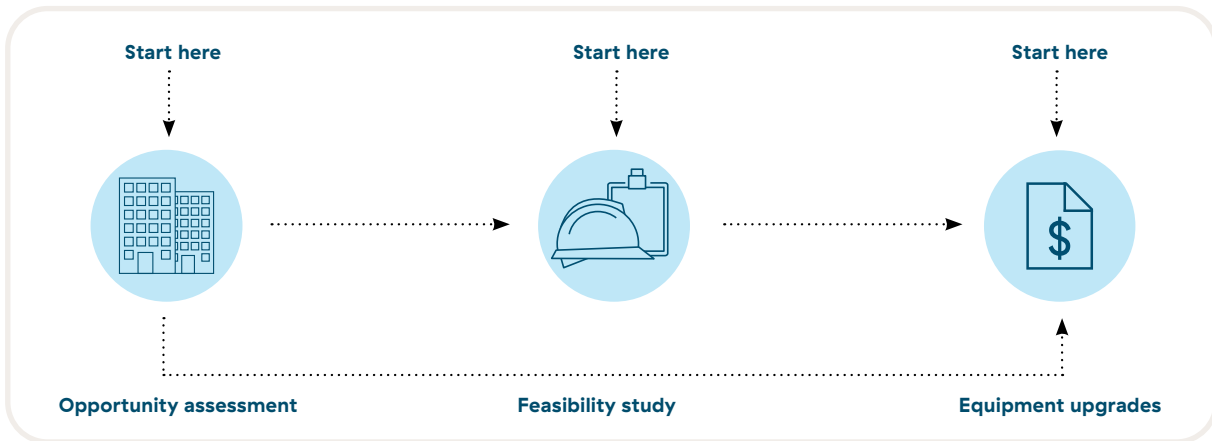 Start here
Start here
Start here
$
Opportunity assessment
Feasibility study
Equipment upgrades